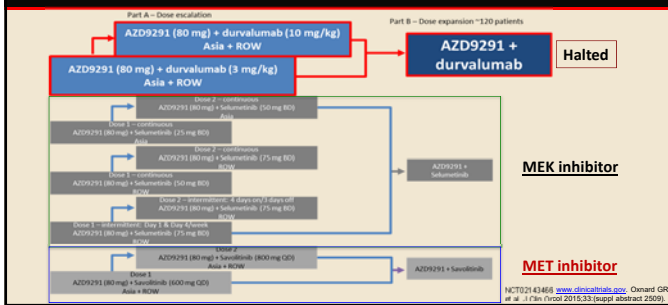 Part A – Dose escalation
Part B – Dose expansion ~120 patients
AZD9291 (80 mg) + durvalumab (10 mg/kg)
Asia + ROW
AZD9291 (80 mg) + durvalumab (3 mg/kg)
Asia + ROW
AZD9291 +
durvalumab
Halted
Dose 2 – continuous
AZD9291 (80 mg) + Selumetinib (50 mg BD)
Asia
Dose 1 – continuous
AZD9291 (80 mg) + Selumetinib (25 mg BD)
Asia
Dose 2 – continuous
AZD9291 (80 mg) + Selumetinib (75 mg BD)
ROW
Dose 1 – continuous
AZD9291 (80 mg) + Selumetinib (50 mg BD)
ROW
Dose 2 – intermittent: 4 days on/3 days off
AZD9291 (80 mg) + Selumetinib (75 mg BD)
ROW
Dose 1 – intermittent: Day 1 & Day 4/week
AZD9291 (80 mg) + Selumetinib (75 mg BD)
ROW
AZD9291 +
Selumetinib
MEK inhibitor
Dose 2
AZD9291 (80 mg) + Savolitinib (800 mg QD)
Asia + ROW
Dose 1
AZD9291 (80 mg) + Savolitinib (600 mg QD)
Asia + ROW
AZD9291 + Savolitinib
MET inhibitor
NCT02143466 www.clinicaltrials.gov. Oxnard GR
et al. J Clin Oncol 2015;33:(suppl abstract 2509)